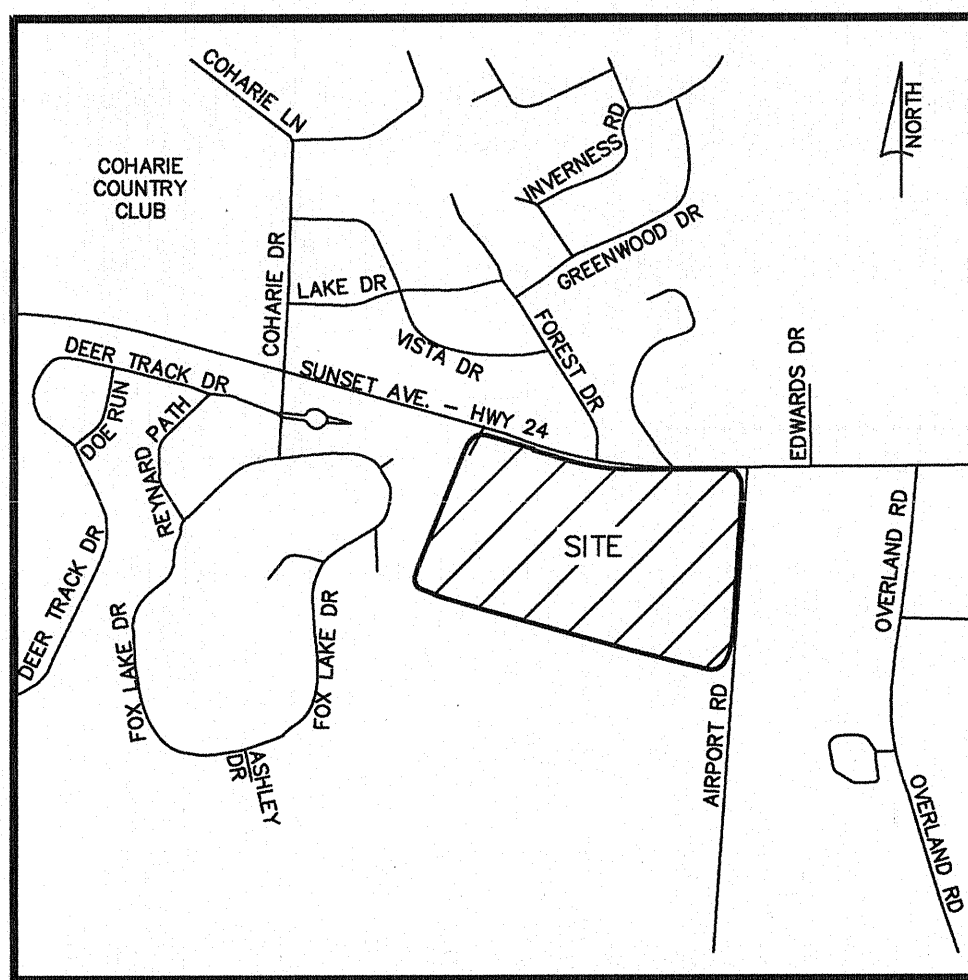 COHARIE LN
NORTH
COHARIE
COUNTRY
CLUB
INVERNESS RD
GREENWOOD DR
COHARIE DR
LAKE DR
VISTA DR
FOREST DR
DEER TRACK DR
SUNSET AVE. - HWY 24
EDWARDS DR
DOE RUN
REYNARD PATH
SITE
OVERLAND RD
DEER TRACK DR
FOX LAKE DR
FOX LAKE DR
AIRPORT RD
ASHLEY
DR
OVERLAND RD